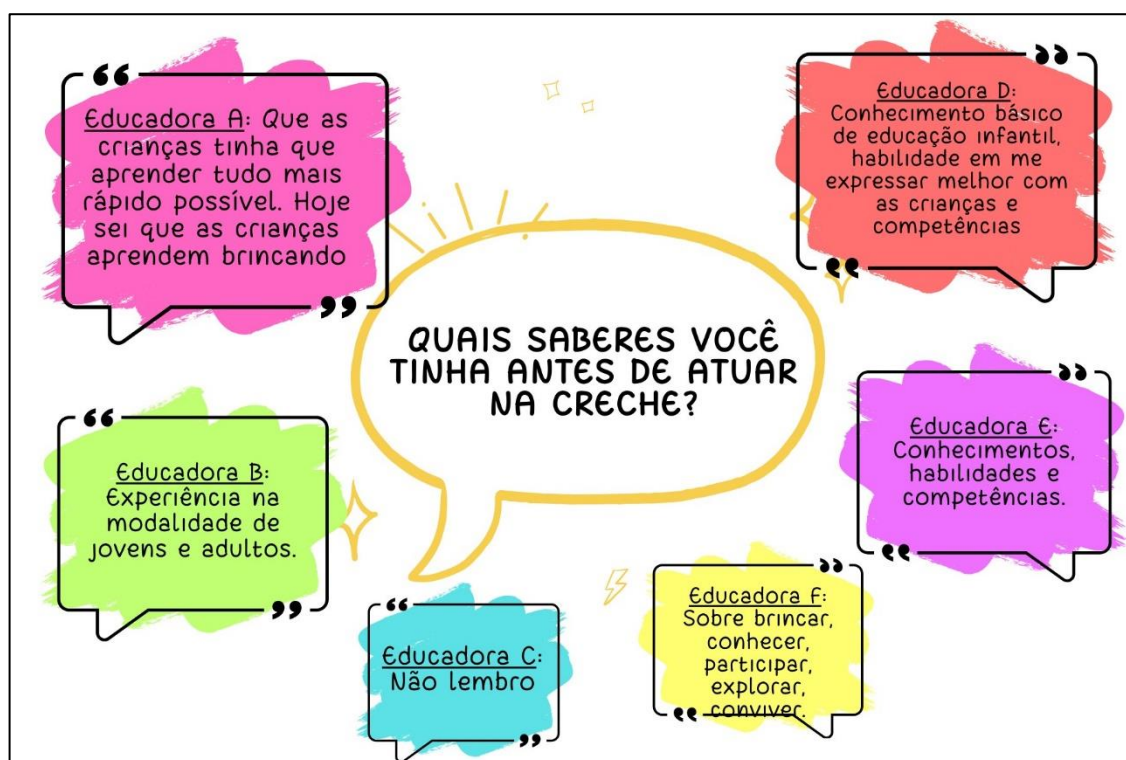 Educadora A: Que as
crianças tinha que
aprender tudo mais
rápido possível. Hoje
sei que as crianças
aprendem brincando
Educadora D:
Conhecimento básico
de educação infantil,
habilidade em me
expressar melhor com
as crianças e
competências
QUAIS SABERES VOCÊ
TINHA ANTES DE ATUAR
NA CRECHE?
Educadora B:
Experiência na
modalidade de
jovens e adultos.
Educadora E:
Conhecimentos,
habilidades e
competências.
Educadora C:
Não lembro
Educadora F:
Sobre brincar,
conhecer,
participar,
explorar,
conviver.